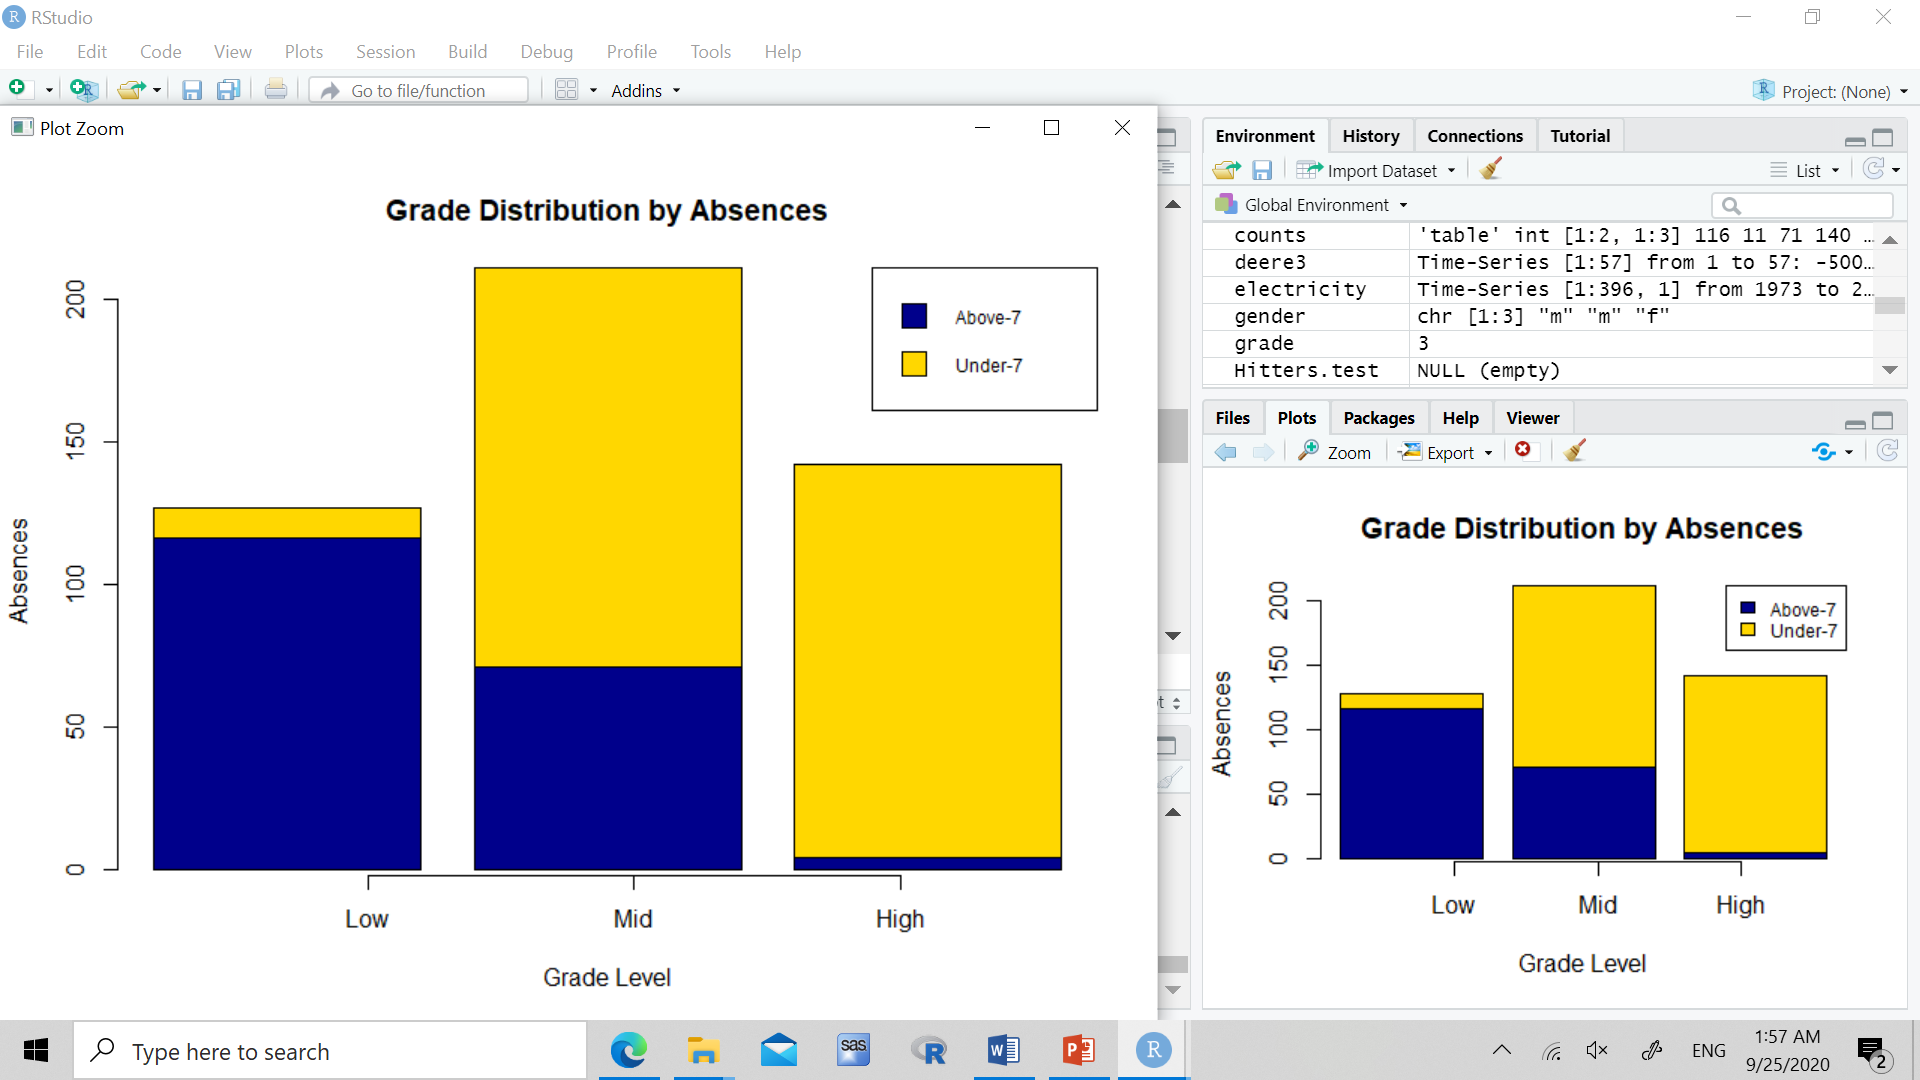 RStudio
File Edit Code View Plots Session Build Debug Profile Tools Help
Go to file/function Addins Project: (None)
Plot Zoom
Grade Distribution by Absences
Above-7
Under-7
200
150
100
50
0
Absences
Low Mid High
Grade Level
Environment History Connections Tutorial
Import Dataset List
Global Environment
counts 'table' int [1:2, 1:3] 116 11 71 140 …
deere3 Time-Series [1:57] from 1 to 57: -500…
electricity Time-Series [1:396, 1] from 1973 to 2…
gender chr [1:3] "m" "m" "f"
grade 3
Hitters.test NULL (empty)
Files Plots Packages Help Viewer
Zoom Export
Grade Distribution by Absences
Above-7
Under-7
200
150
100
50
0
Absences
Low Mid High
Grade Level
Type here to search
sas
R
W
P
R
ENG
1:57 AM
9/25/2020
2